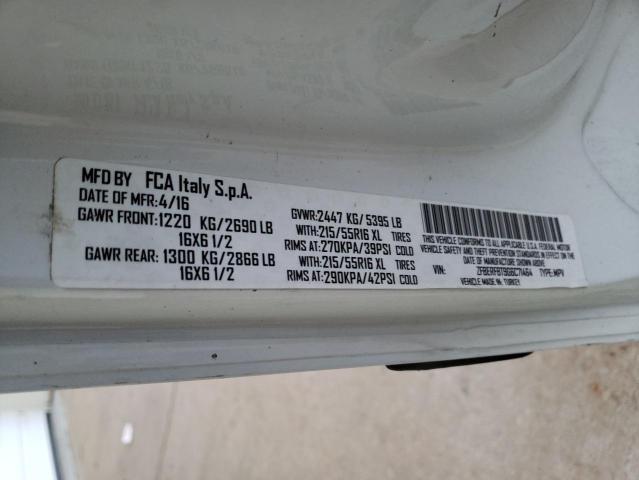 MFD BY FCA Italy S.p.A.
DATE OF MFR: 4/16
GAWR FRONT: 1220 KG/2690 LB
16X6 1/2
GAWR REAR: 1300 KG/2866 LB
16X6 1/2
GVWR: 2447 KG/ 5395 LB
WITH: 215/55R16 XL TIRES
RIMS AT: 270KPA/39PSI COLD
WITH: 215/55R16 XL TIRES
RIMS AT: 290KPA/42PSI COLD
THIS VEHICLE CONFORMS TO ALL APPLICABLE U.S.A. FEDERAL MOTOR
VEHICLE SAFETY AND THEFT PREVENTION STANDARDS IN EFFECT ON THE
DATE OF MANUFACTURE SHOWN ABOVE.
VIN: ZFBERFBT9G6C71464 TYPE: MPV
VEHICLE MADE IN: TURKEY